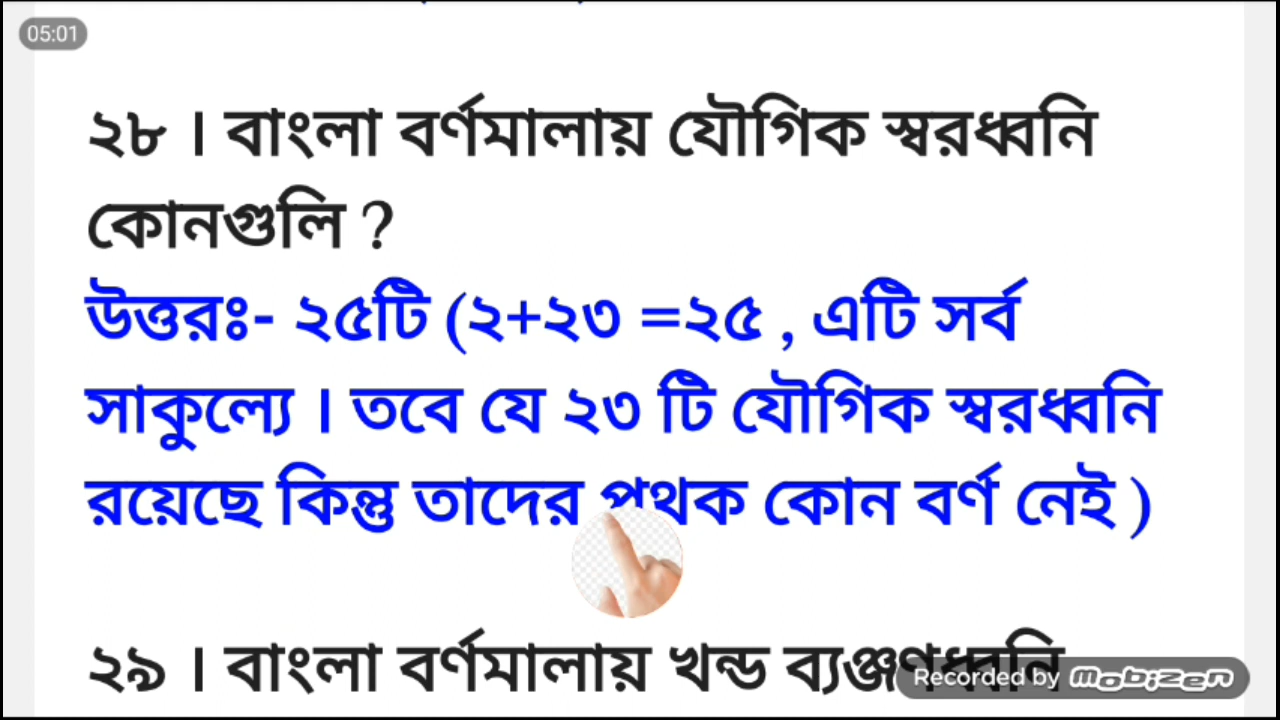 05:01
২৮ । বাংলা বর্ণমালায় যৌগিক স্বরধ্বনি
কোনগুলি ?
উত্তরঃ- ২৫টি (২+২৩ =২৫ , এটি সর্ব
সাকুল্যে । তবে যে ২৩ টি যৌগিক স্বরধ্বনি
রয়েছে কিন্তু তাদের পৃথক কোন বর্ণ নেই )
২৯ । বাংলা বর্ণমালায় খন্ড ব্যঞ্জণধ্বনি
Recorded by Mobizen